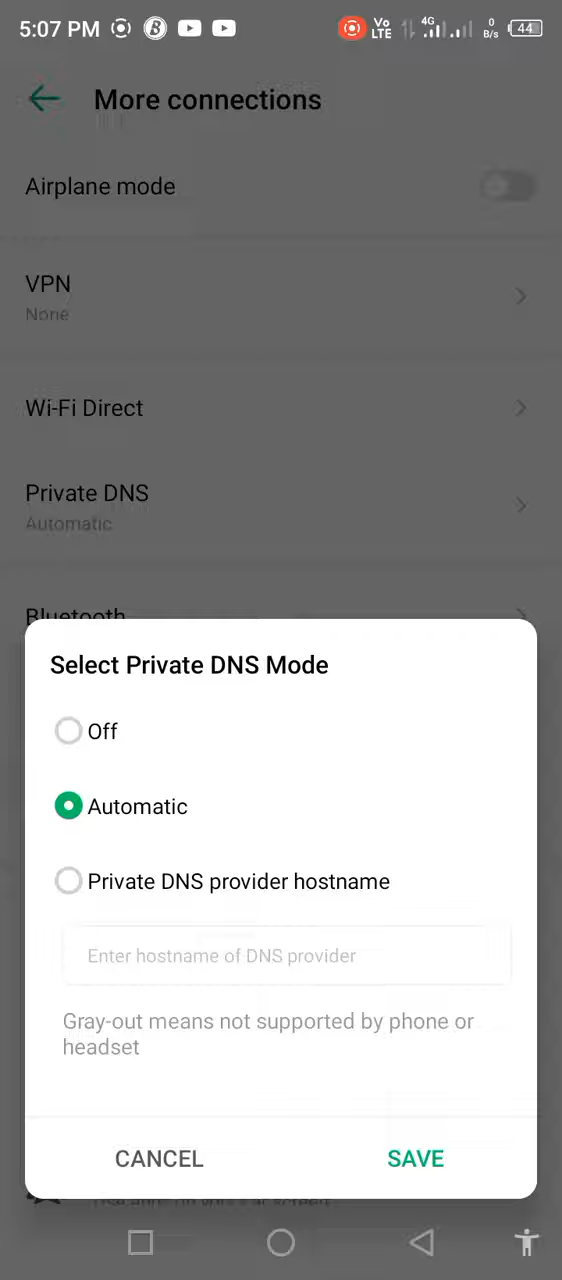 5:07 PM
Vo
LTE
4G
0
B/s
44
More connections
Airplane mode
VPN
None
Wi-Fi Direct
Private DNS
Automatic
Bluetooth
Select Private DNS Mode
Off
Automatic
Private DNS provider hostname
Enter hostname of DNS provider
Gray-out means not supported by phone or
headset
CANCEL
SAVE